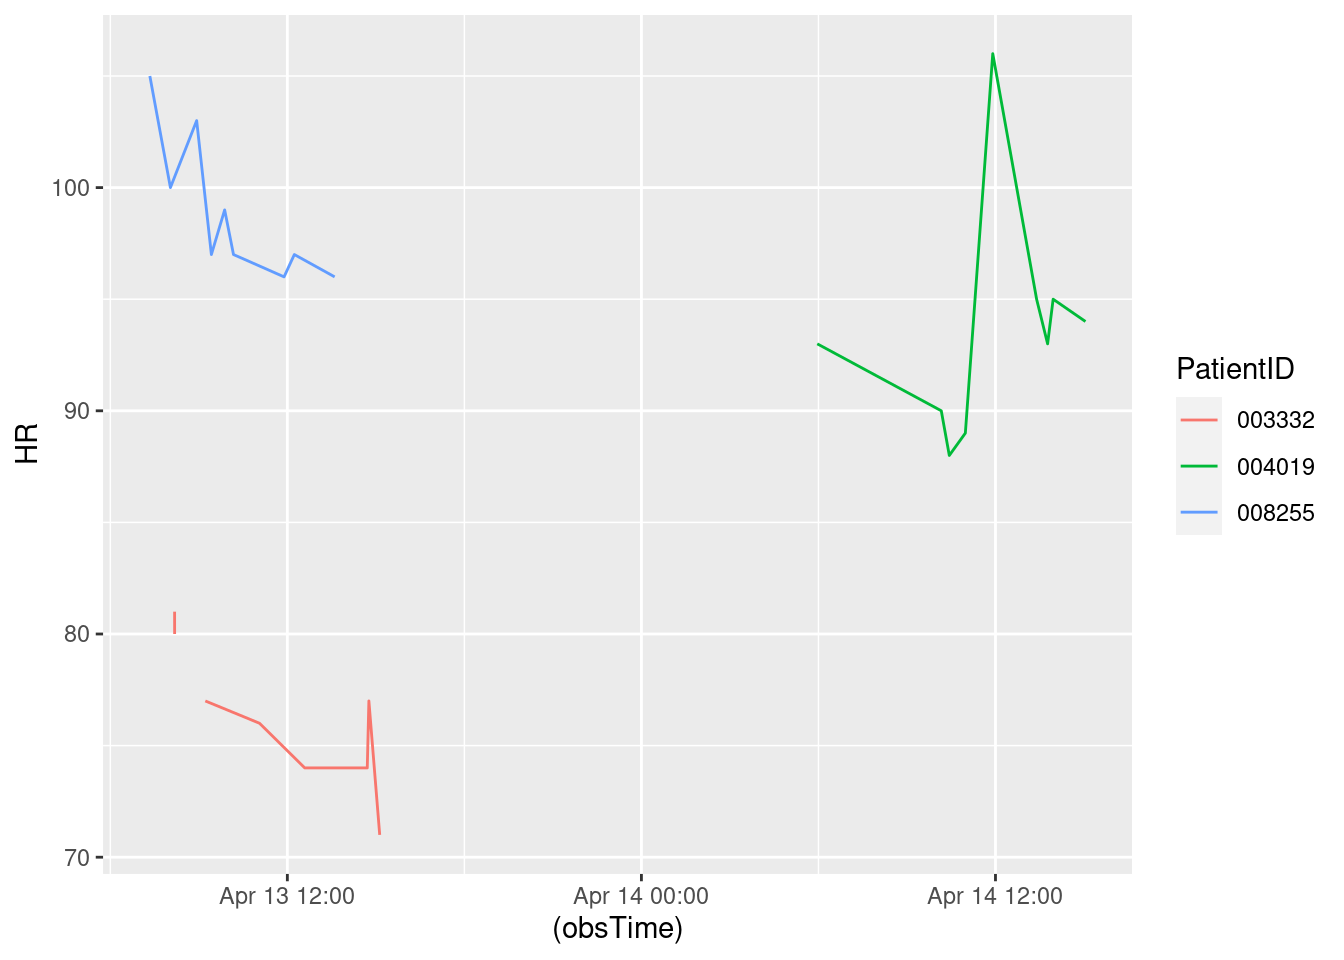 HR
100
90
80
70
Apr 13 12:00
Apr 14 00:00
Apr 14 12:00
(obsTime)
PatientID
003332
004019
008255